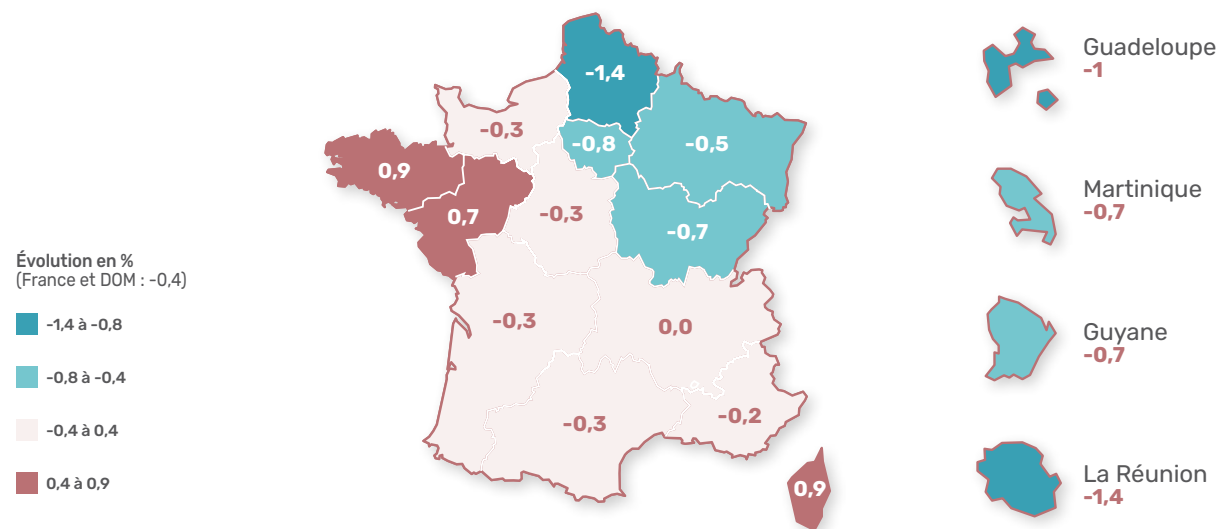 -1,4
-0,3
-0,8
-0,5
0,9
0,7
-0,3
-0,7
-0,3
0,0
-0,3
-0,2
0,9
Évolution en %
(France et DOM : -0,4)
-1,4 à -0,8
-0,8 à -0,4
-0,4 à 0,4
0,4 à 0,9
Guadeloupe
-1
Martinique
-0,7
Guyane
-0,7
La Réunion
-1,4